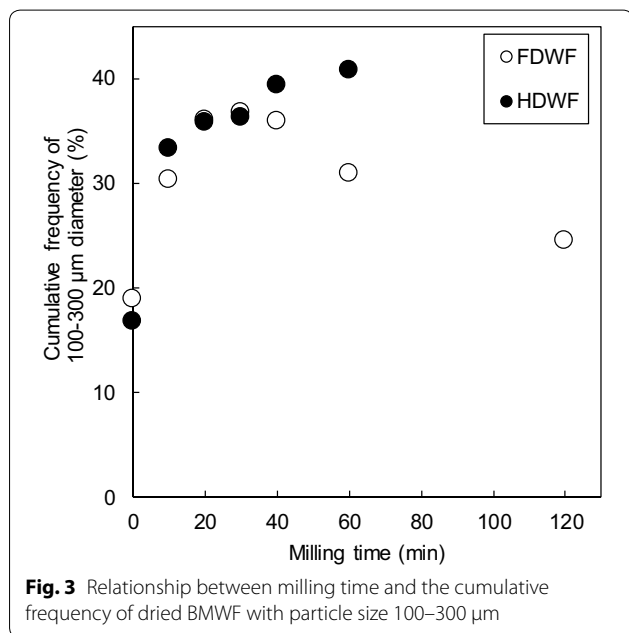 FDWF
HDWF
Cumulative frequency of
100-300 μm diameter (%)
40
30
20
10
0
0 20 40 60 80 100 120
Milling time (min)
Fig. 3 Relationship between milling time and the cumulative
frequency of dried BMWF with particle size 100–300 μm